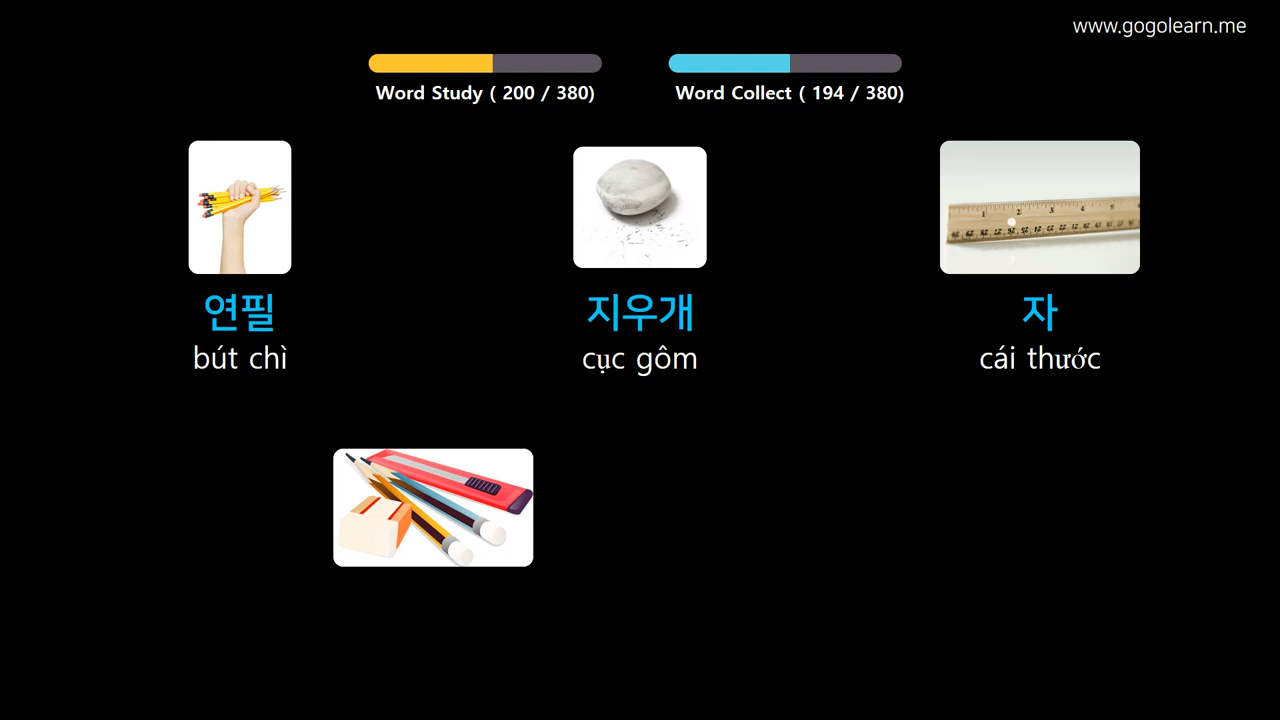 www.gogolearn.me
Word Study ( 200 / 380)
Word Collect ( 194 / 380)
연필
지우개
자
bút chì
cục gôm
cái thước